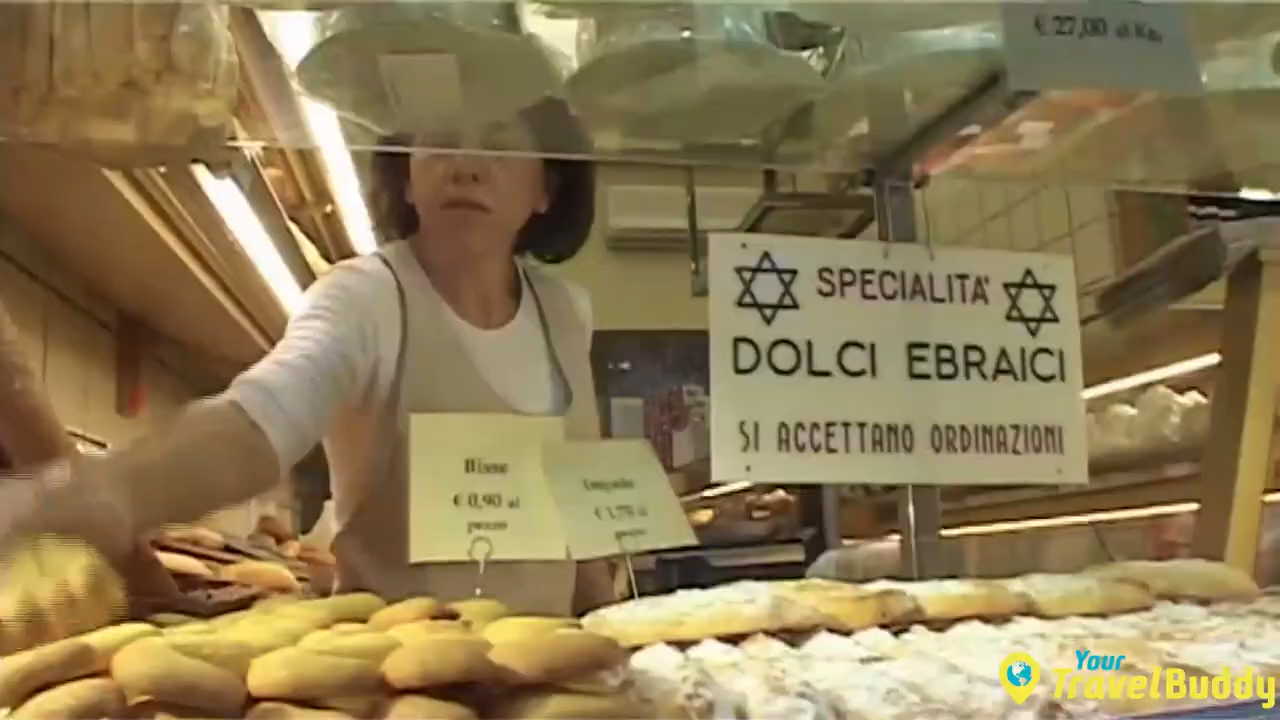 € 27,00 al Kg.
SPECIALITA'
DOLCI EBRAICI
SI ACCETTANO ORDINAZIONI
Bisse
€ 0,90 al
pezzo
Your
TravelBuddy